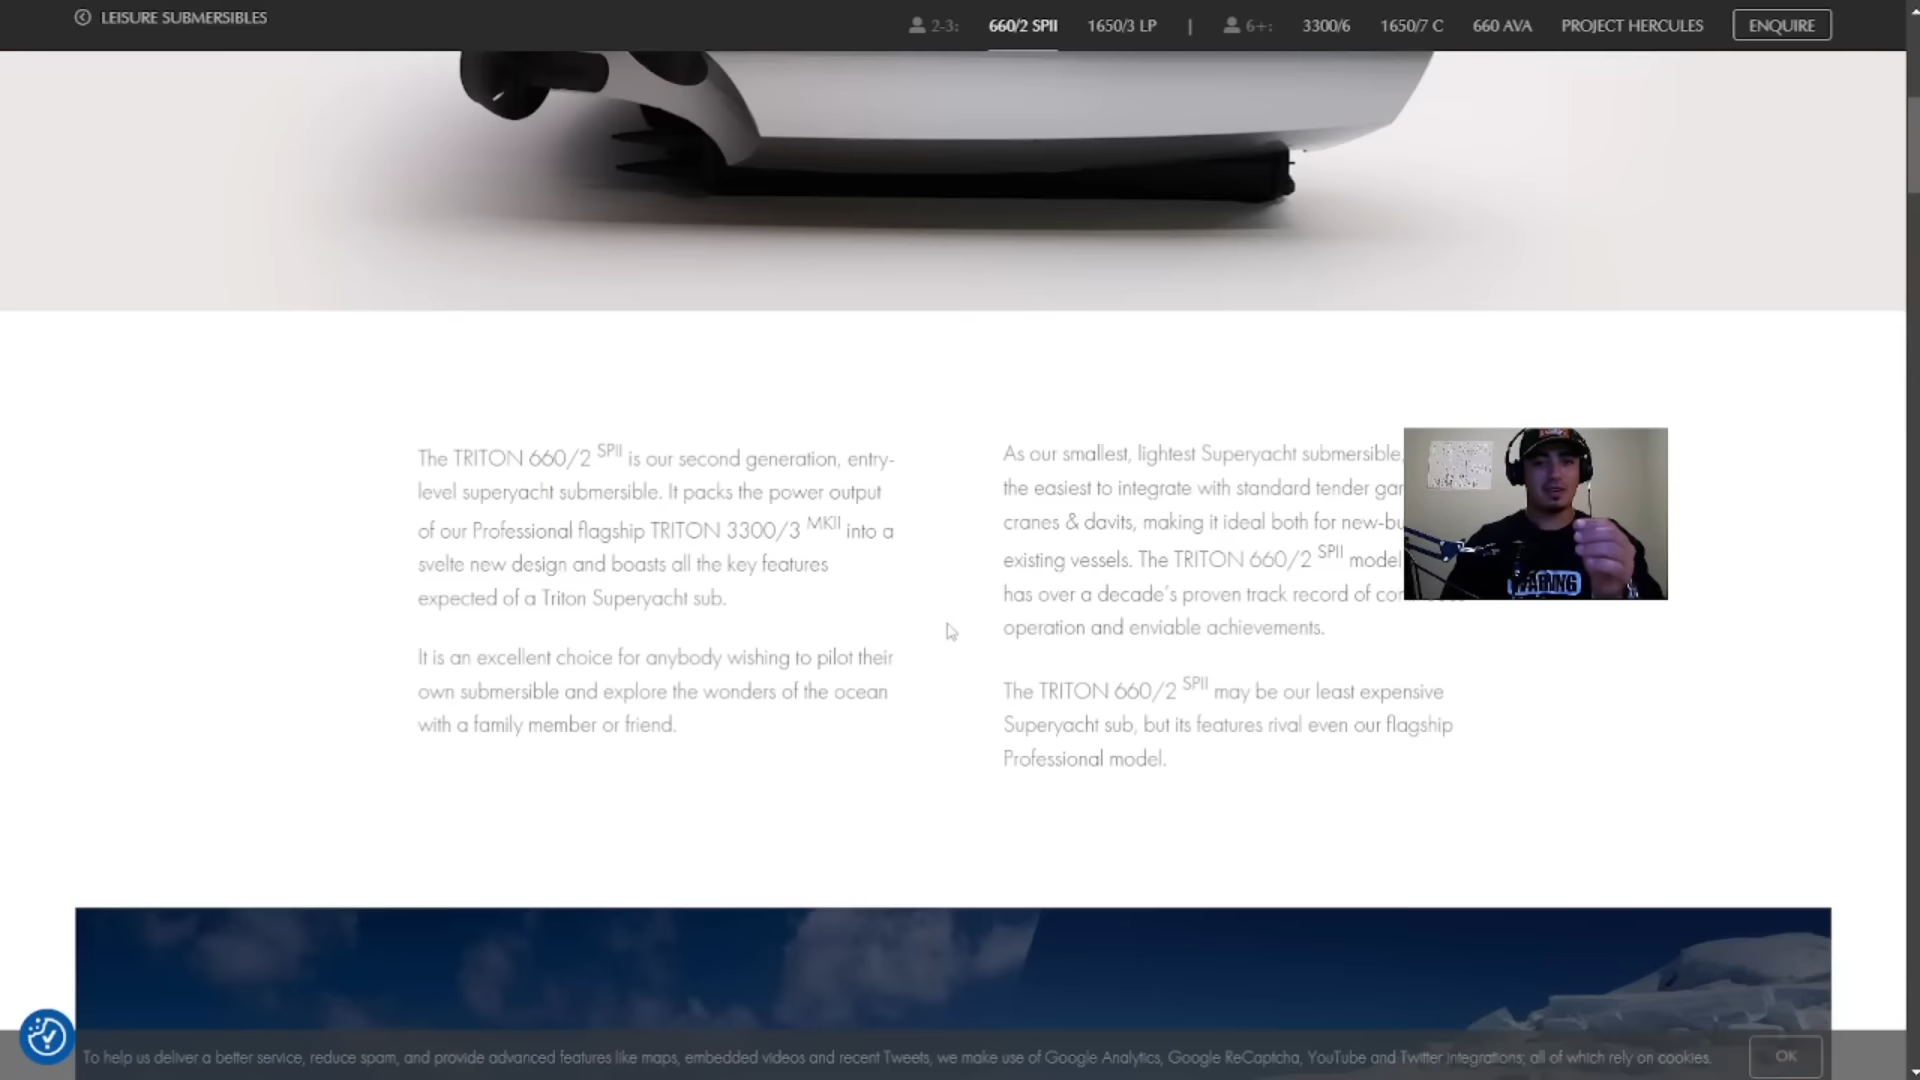 LEISURE SUBMERSIBLES
2-3: 660/2 SPII 1650/3 LP | 6+: 3300/6 1650/7 C 660 AVA PROJECT HERCULES ENQUIRE
The TRITON 660/2 SPII is our second generation, entry-
level superyacht submersible. It packs the power output
of our Professional flagship TRITON 3300/3 MKII into a
svelte new design and boasts all the key features
expected of a Triton Superyacht sub.
It is an excellent choice for anybody wishing to pilot their
own submersible and explore the wonders of the ocean
with a family member or friend.
As our smallest, lightest Superyacht submersible,
the easiest to integrate with standard tender
cranes & davits, making it ideal both for
existing vessels. The TRITON 660/2 SPII model
has over a decade's proven track record of
operation and enviable achievements.
The TRITON 660/2 SPII may be our least expensive
Superyacht sub, but its features rival even our flagship
Professional model.
WARNING
To help us deliver a better service, reduce spam, and provide advanced features like maps, embedded videos and recent Tweets, we make use of Google Analytics, Google ReCaptcha, YouTube and Twitter integrations; all of which rely on cookies.
OK